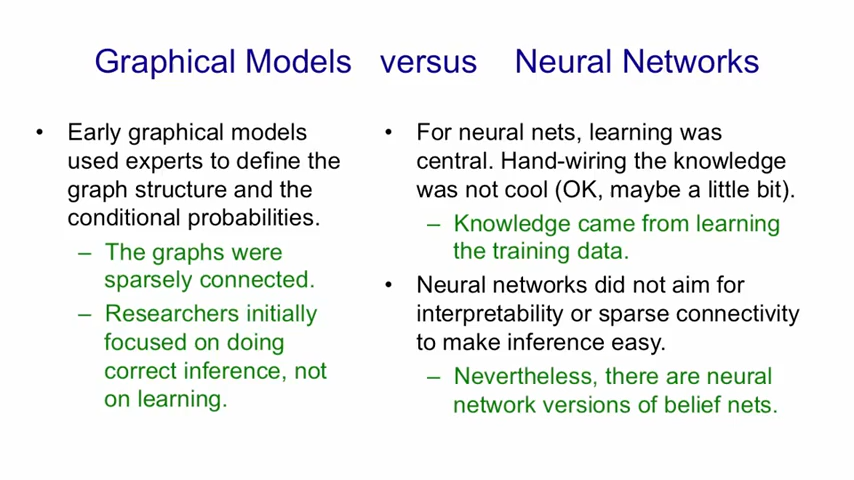 Graphical Models versus Neural Networks
• Early graphical models
used experts to define the
graph structure and the
conditional probabilities.
– The graphs were
sparsely connected.
– Researchers initially
focused on doing
correct inference, not
on learning.
• For neural nets, learning was
central. Hand-wiring the knowledge
was not cool (OK, maybe a little bit).
– Knowledge came from learning
the training data.
• Neural networks did not aim for
interpretability or sparse connectivity
to make inference easy.
– Nevertheless, there are neural
network versions of belief nets.